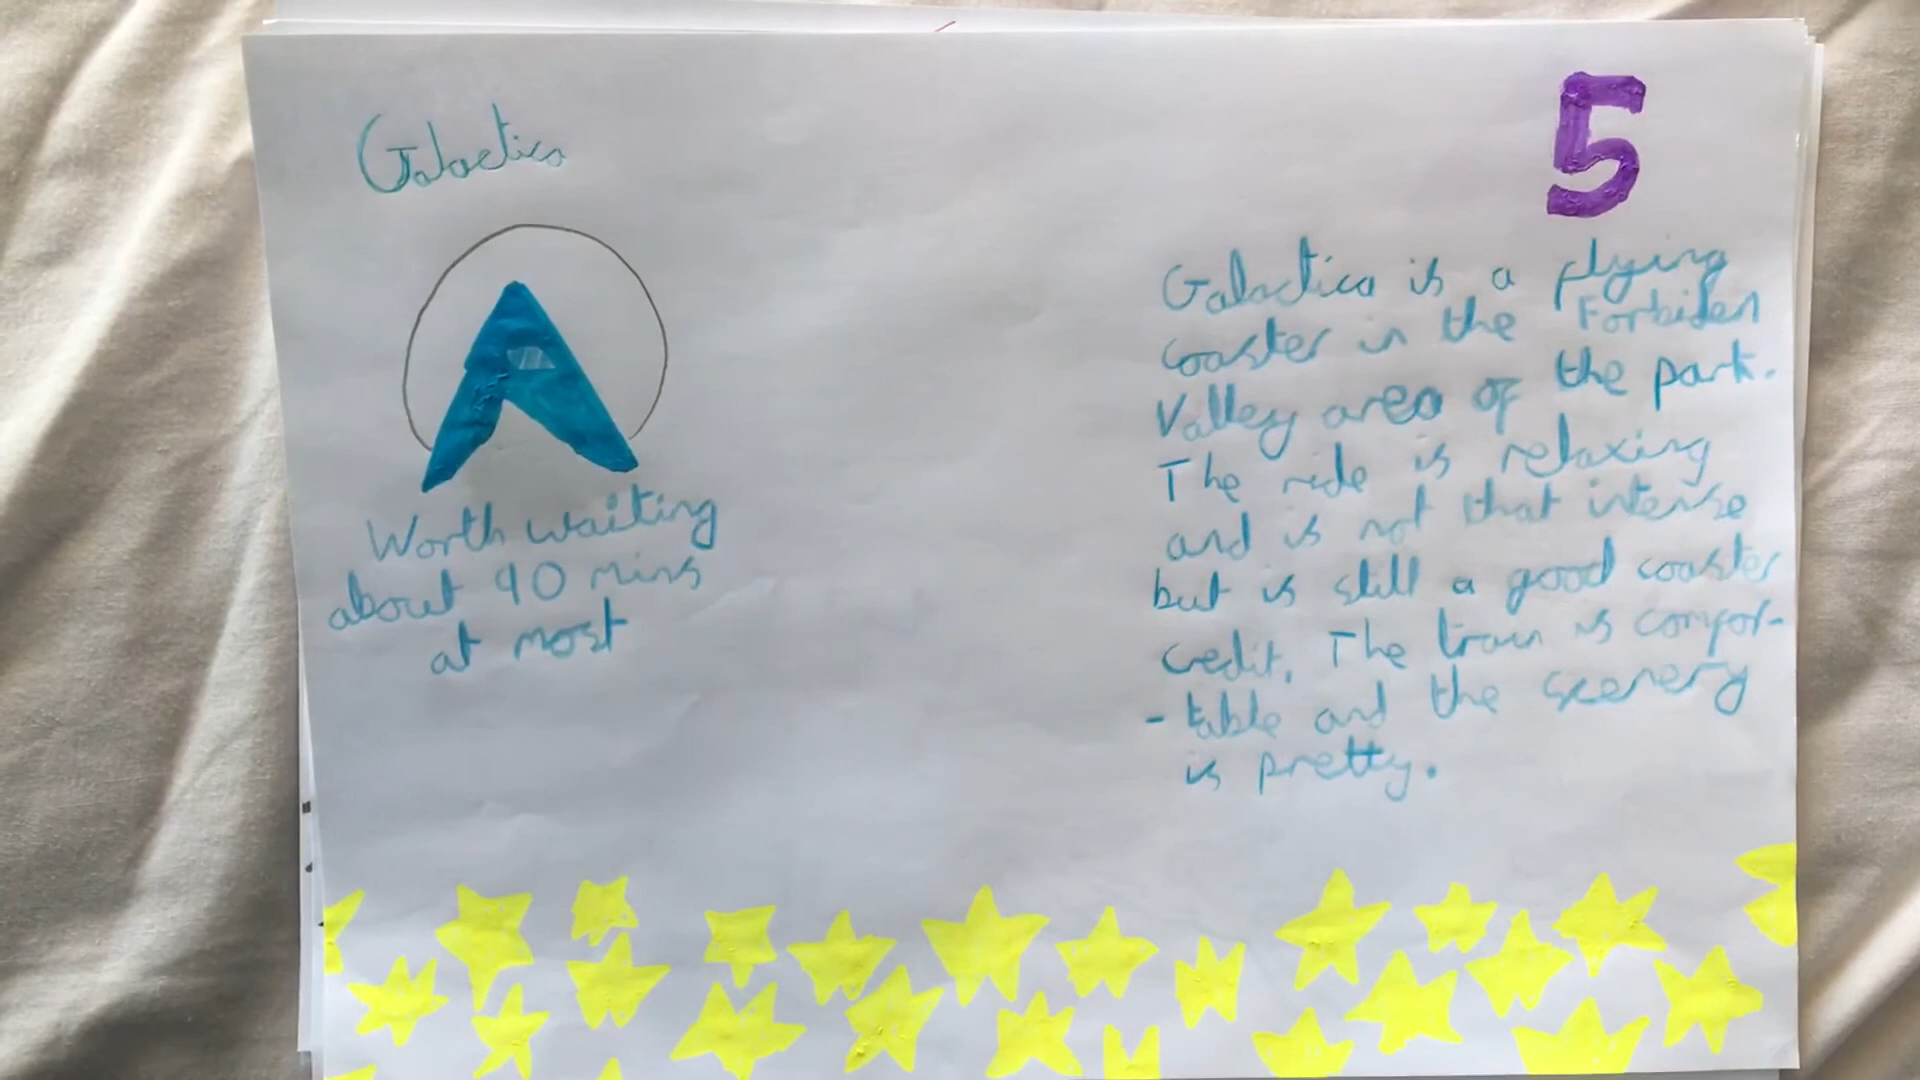 Galactica
5
Worth waiting
about 90 mins
at most
Galactica is a flying
coaster in the Forbiden
Valley area of the park.
The ride is relaxing
and is not that intense
but is still a good coaster
credit. The train is comfor-
-table and the scenery
is pretty.